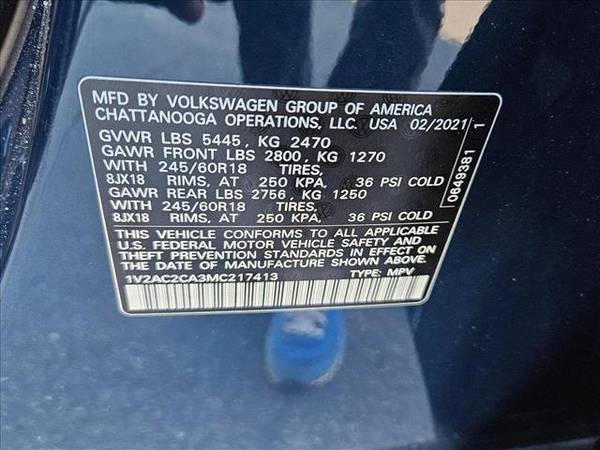 MFD BY VOLKSWAGEN GROUP OF AMERICA
CHATTANOOGA OPERATIONS, LLC. USA 02/2021
GVWR LBS 5445, KG 2470
GAWR FRONT LBS 2800, KG 1270
WITH 245/60R18 TIRES,
8JX18 RIMS, AT 250 KPA, 36 PSI COLD
GAWR REAR LBS 2756, KG 1250
WITH 245/60R18 TIRES,
8JX18 RIMS, AT 250 KPA, 36 PSI COLD
THIS VEHICLE CONFORMS TO ALL APPLICABLE
U.S. FEDERAL MOTOR VEHICLE SAFETY AND
THEFT PREVENTION STANDARDS IN EFFECT ON
THE DATE OF MANUFACTURE SHOWN ABOVE.
1V2AC2CA3MC217413 TYPE: MPV
0649381 1